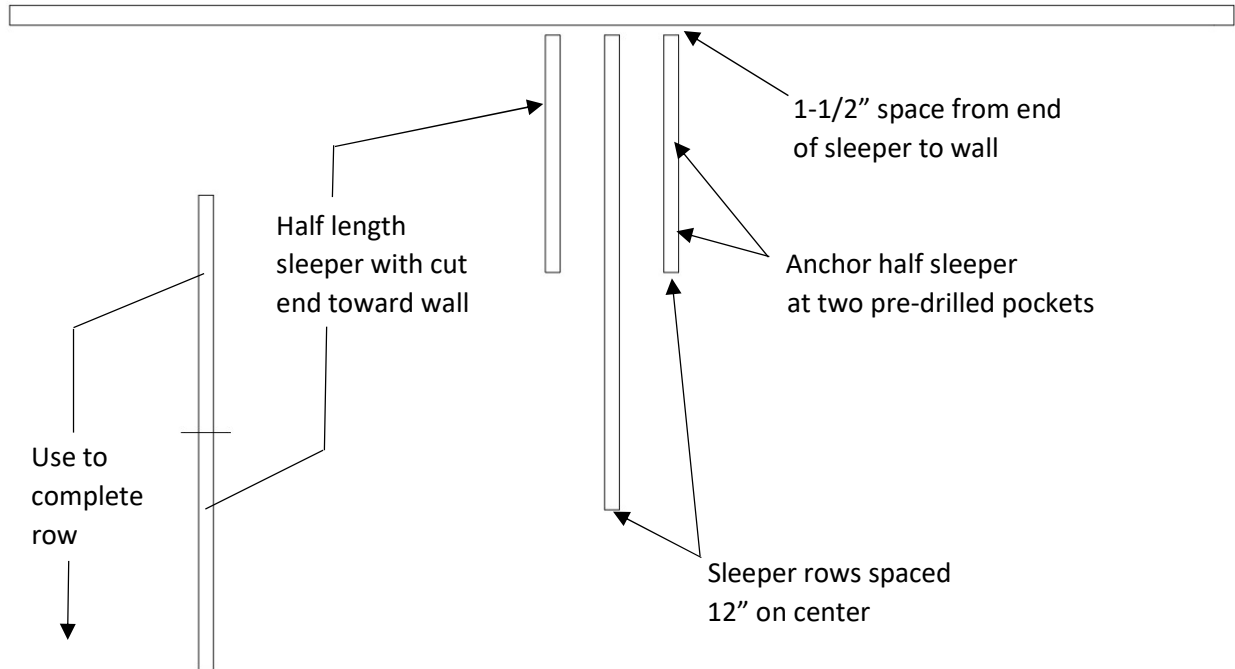 1-1/2” space from end
of sleeper to wall
Half length
sleeper with cut
end toward wall
Anchor half sleeper
at two pre-drilled pockets
Use to
complete
row
Sleeper rows spaced
12” on center